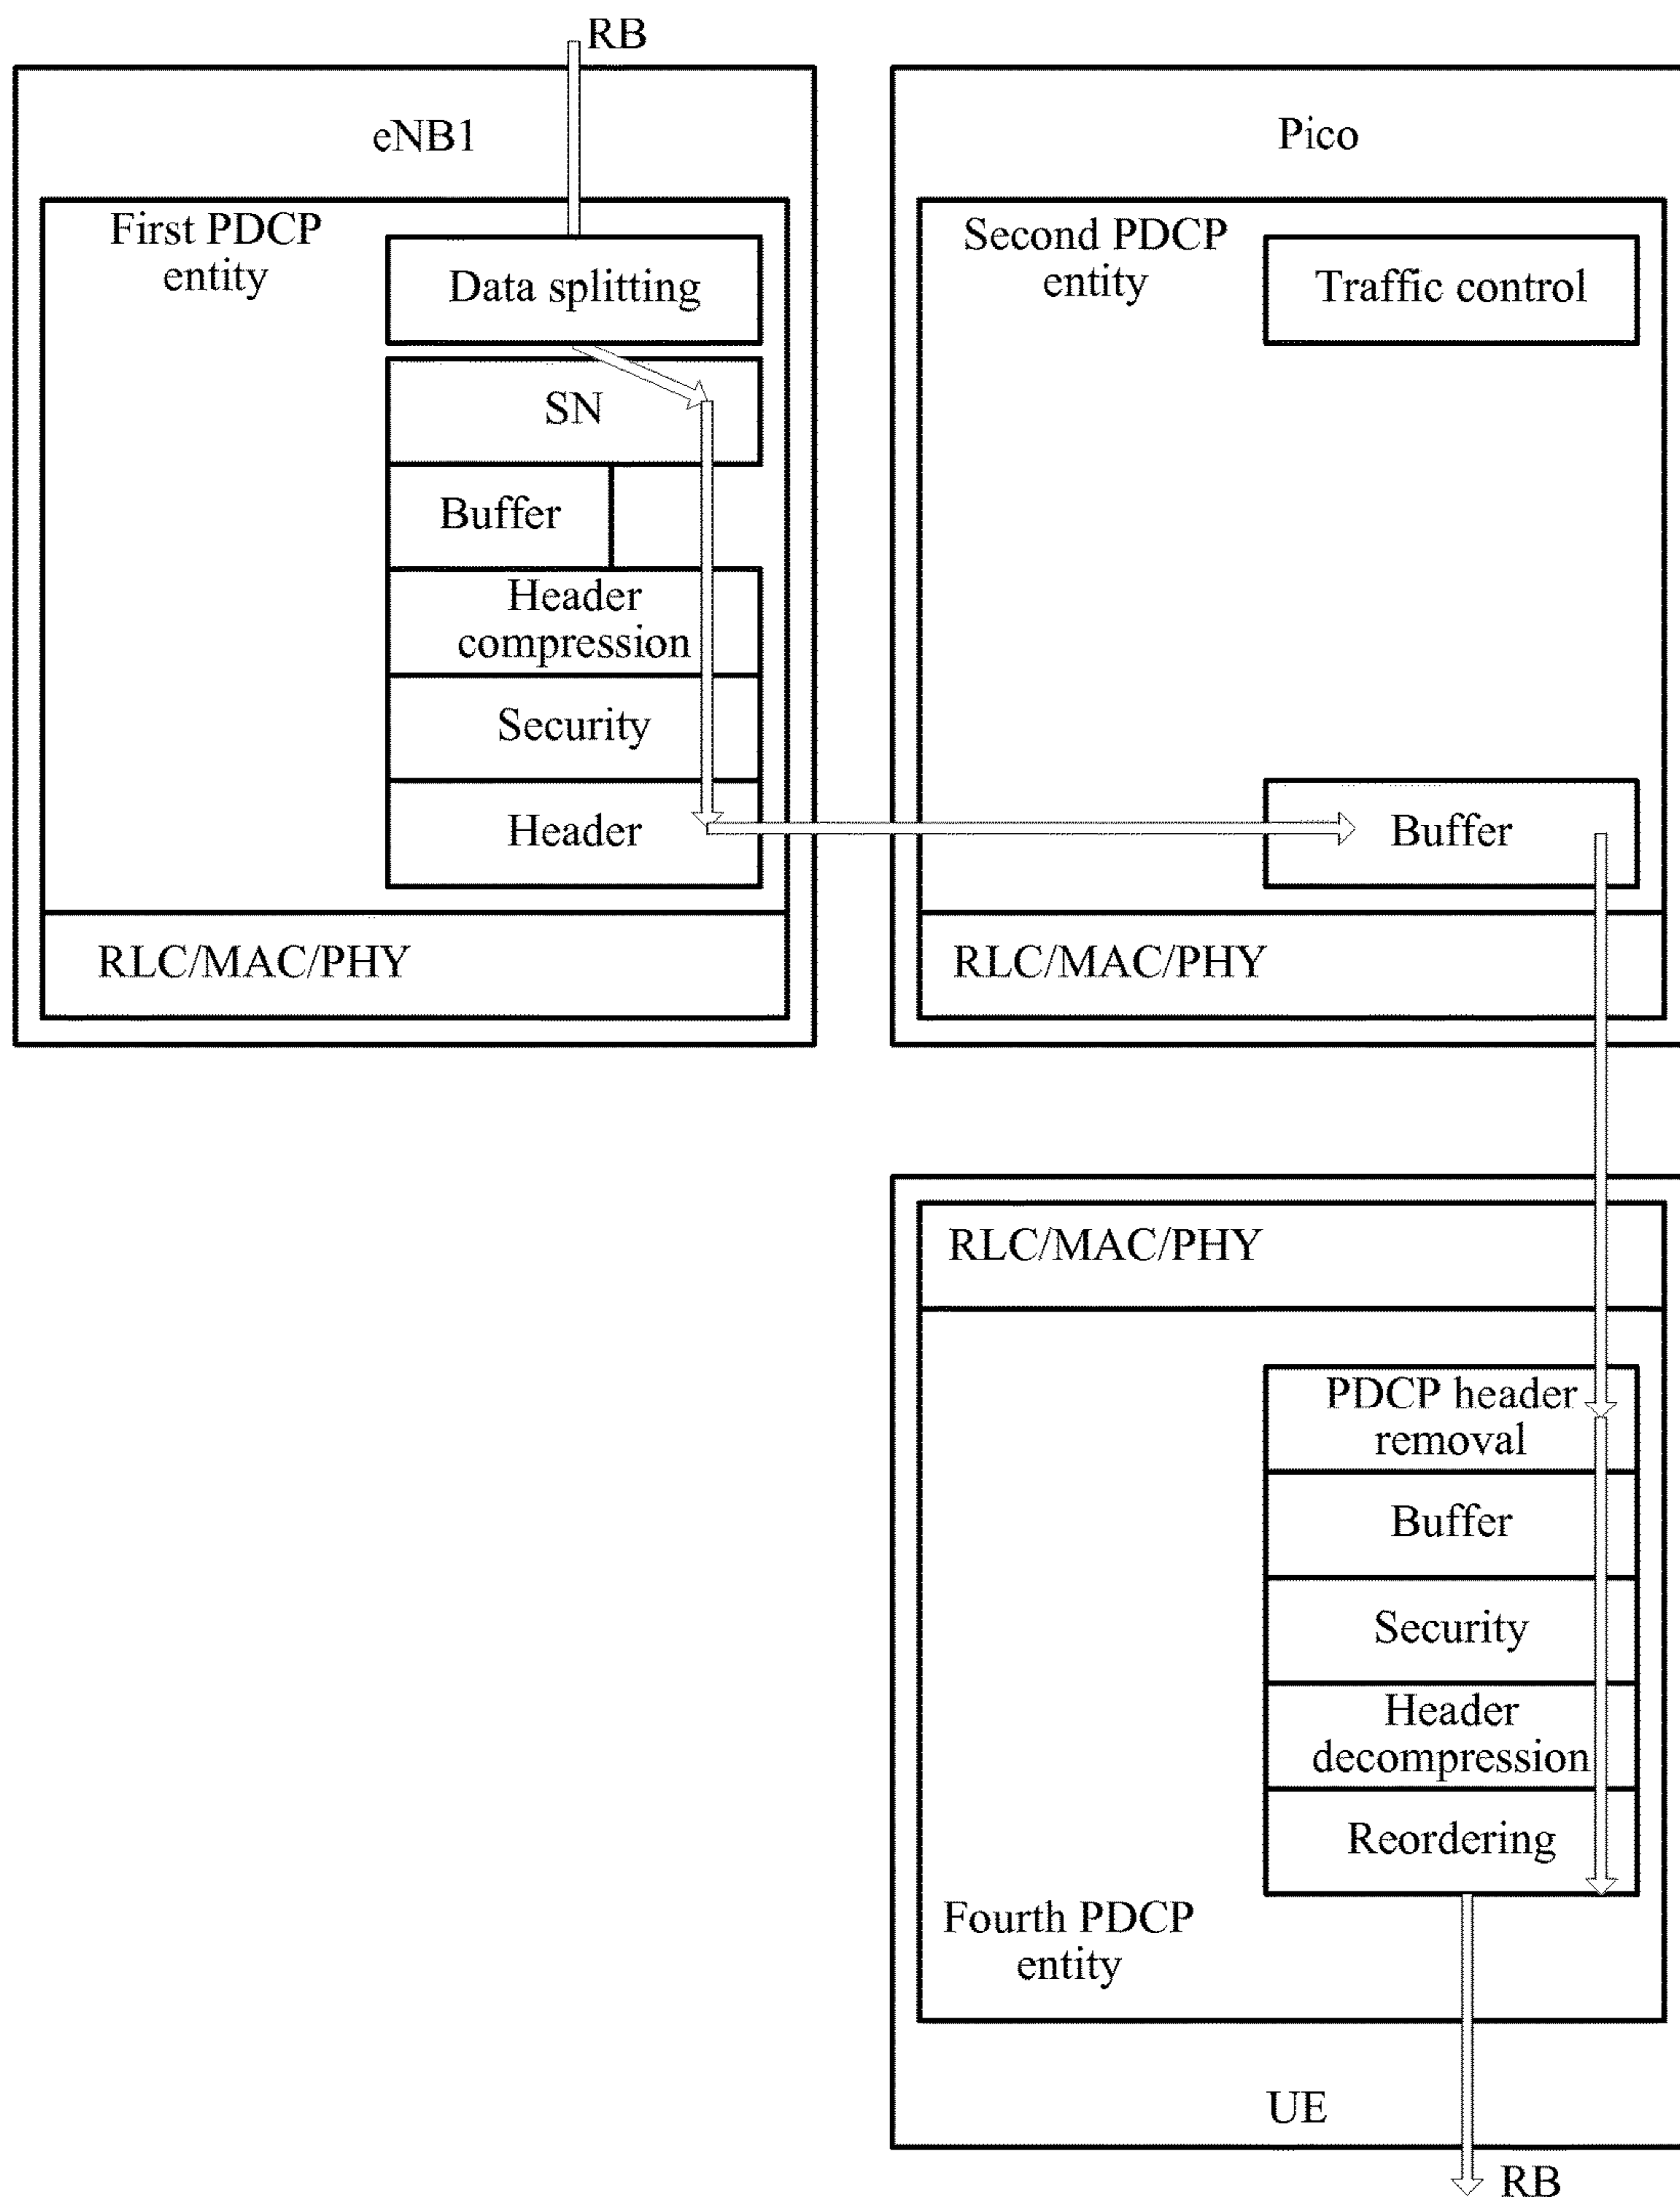 RB
eNB1
First PDCP
entity
Data splitting
SN
Buffer
Header
compression
Security
Header
RLC/MAC/PHY
Pico
Second PDCP
entity
Traffic control
Buffer
RLC/MAC/PHY
RLC/MAC/PHY
PDCP header
removal
Buffer
Security
Header
decompression
Reordering
Fourth PDCP
entity
UE
RB